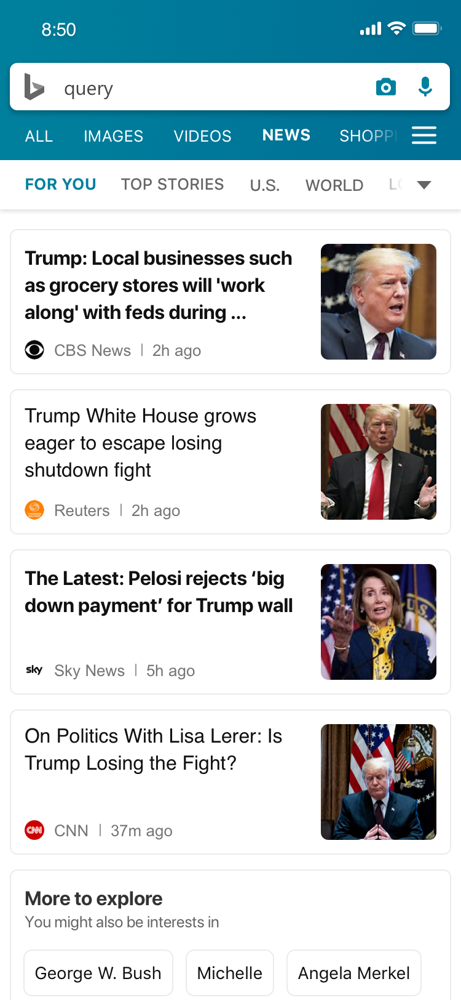 8:50
query
ALL IMAGES VIDEOS NEWS SHOPP
FOR YOU TOP STORIES U.S. WORLD LO
Trump: Local businesses such
as grocery stores will 'work
along' with feds during ...
CBS News | 2h ago
Trump White House grows
eager to escape losing
shutdown fight
THOMSON
REUTERS
Reuters | 2h ago
The Latest: Pelosi rejects ‘big
down payment’ for Trump wall
sky Sky News | 5h ago
On Politics With Lisa Lerer: Is
Trump Losing the Fight?
CNN CNN | 37m ago
More to explore
You might also be interests in
George W. Bush Michelle Angela Merkel